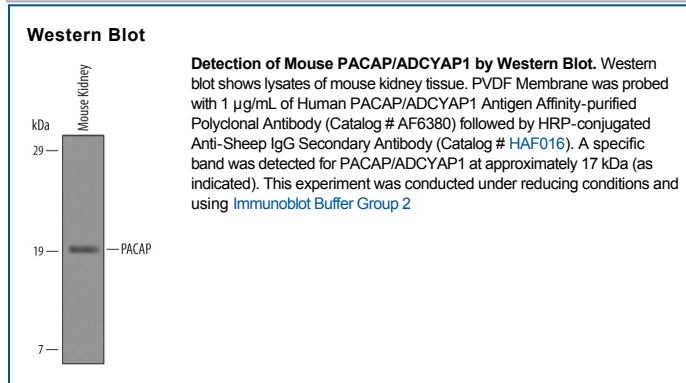 Western Blot
Mouse Kidney
kDa
29
19
PACAP
7
Detection of Mouse PACAP/ADCYAP1 by Western Blot. Western
blot shows lysates of mouse kidney tissue. PVDF Membrane was probed
with 1 µg/mL of Human PACAP/ADCYAP1 Antigen Affinity-purified
Polyclonal Antibody (Catalog # AF6380) followed by HRP-conjugated
Anti-Sheep IgG Secondary Antibody (Catalog # HAF016). A specific
band was detected for PACAP/ADCYAP1 at approximately 17 kDa (as
indicated). This experiment was conducted under reducing conditions and
using Immunoblot Buffer Group 2